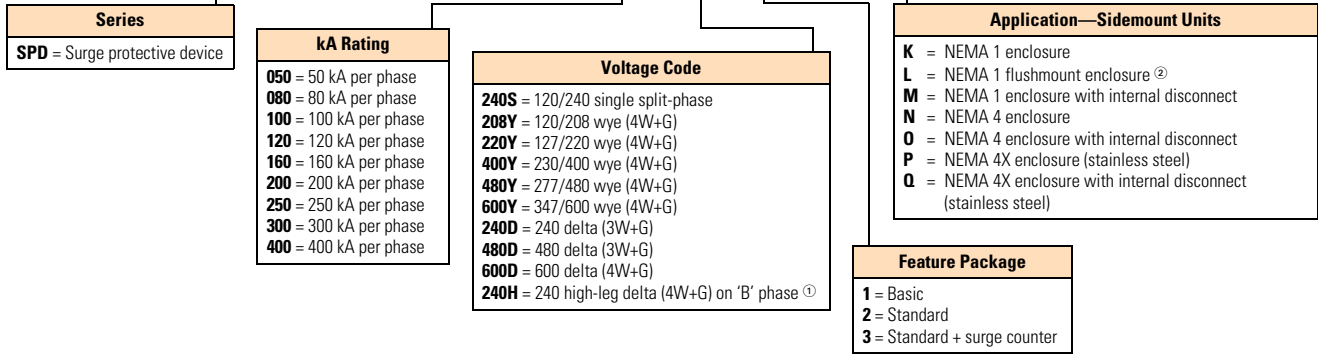 Series
SPD = Surge protective device
kA Rating
050 = 50 kA per phase
080 = 80 kA per phase
100 = 100 kA per phase
120 = 120 kA per phase
160 = 160 kA per phase
200 = 200 kA per phase
250 = 250 kA per phase
300 = 300 kA per phase
400 = 400 kA per phase
Voltage Code
240S = 120/240 single split-phase
208Y = 120/208 wye (4W+G)
220Y = 127/220 wye (4W+G)
400Y = 230/400 wye (4W+G)
480Y = 277/480 wye (4W+G)
600Y = 347/600 wye (4W+G)
240D = 240 delta (3W+G)
480D = 480 delta (3W+G)
600D = 600 delta (4W+G)
240H = 240 high-leg delta (4W+G) on ‘B’ phase ①
Application—Sidemount Units
K = NEMA 1 enclosure
L = NEMA 1 flushmount enclosure ②
M = NEMA 1 enclosure with internal disconnect
N = NEMA 4 enclosure
O = NEMA 4 enclosure with internal disconnect
P = NEMA 4X enclosure (stainless steel)
Q = NEMA 4X enclosure with internal disconnect
(stainless steel)
Feature Package
1 = Basic
2 = Standard
3 = Standard + surge counter